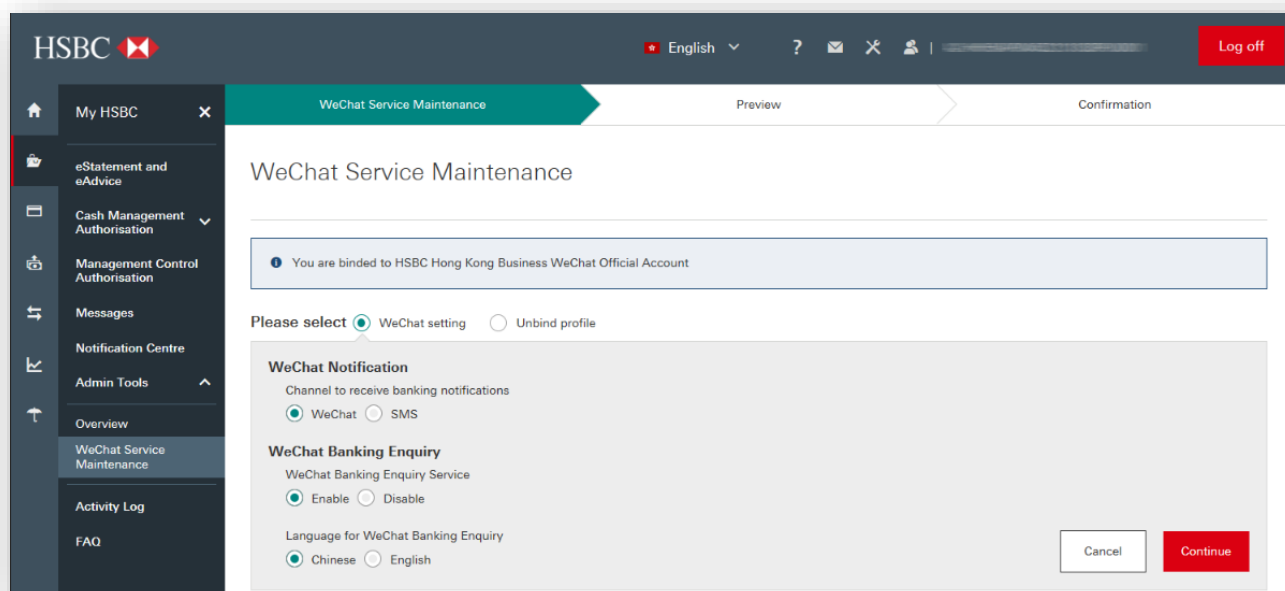 HSBC
English
?
Log off
My HSBC
eStatement and
eAdvice
Cash Management
Authorisation
Management Control
Authorisation
Messages
Notification Centre
Admin Tools
Overview
WeChat Service
Maintenance
Activity Log
FAQ
WeChat Service Maintenance
Preview
Confirmation
WeChat Service Maintenance
You are binded to HSBC Hong Kong Business WeChat Official Account
Please select WeChat setting Unbind profile
WeChat Notification
Channel to receive banking notifications
WeChat SMS
WeChat Banking Enquiry
WeChat Banking Enquiry Service
Enable Disable
Language for WeChat Banking Enquiry
Chinese English
Cancel
Continue